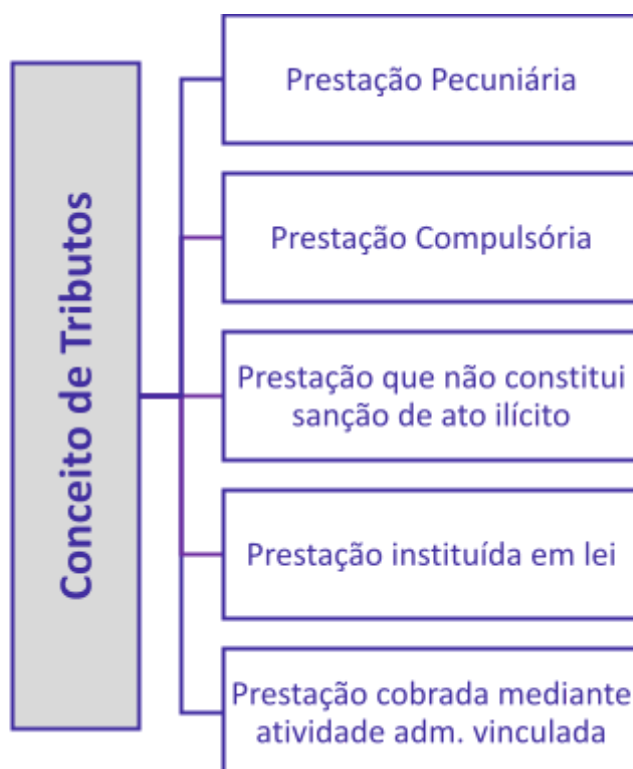 Conceito de Tributos
Prestação Pecuniária
Prestação Compulsória
Prestação que não constitui
sanção de ato ilícito
Prestação instituída em lei
Prestação cobrada mediante
atividade adm. vinculada